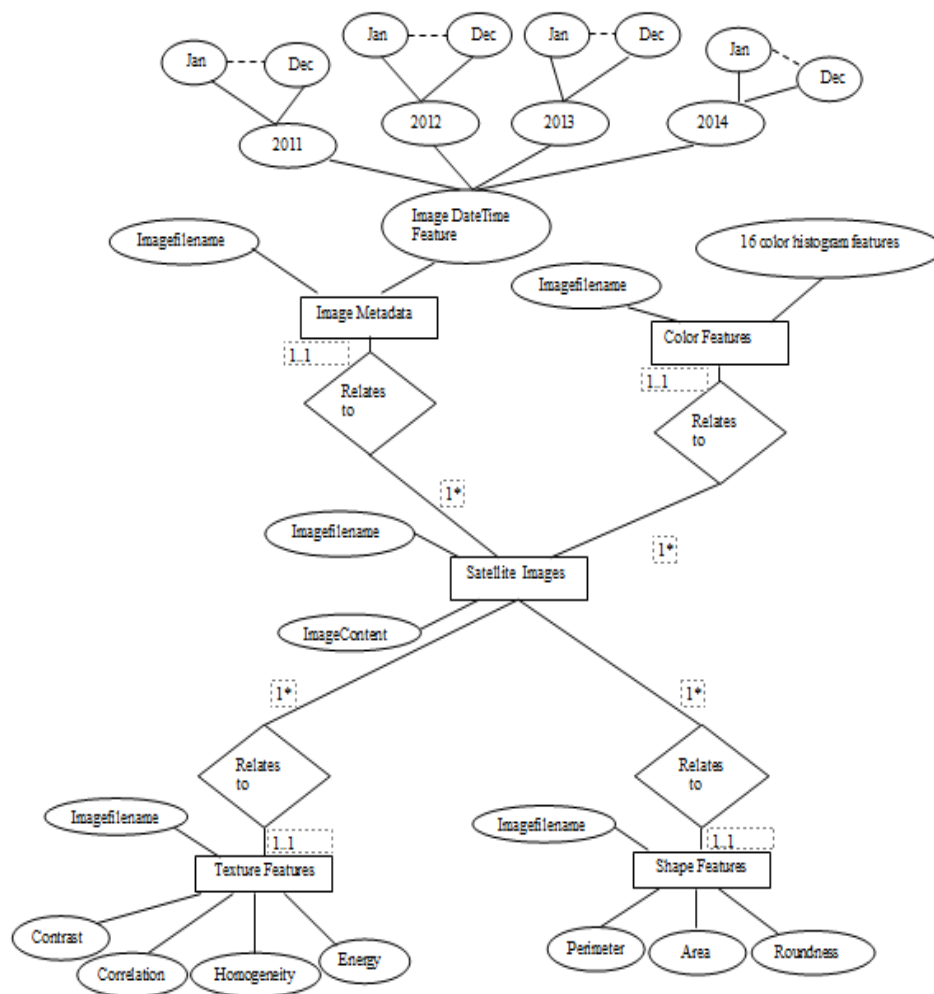 Jan
Dec
Jan
Dec
Jan
Dec
Jan
Dec
2011
2012
2013
2014
Image DateTime
Feature
Imagefilename
16 color histogram features
Imagefilename
Image Metadata
Color Features
1..1
1..1
Relates
to
Relates
to
1*
1*
Imagefilename
Satellite Images
ImageContent
1*
1*
Relates
to
Relates
to
Imagefilename
Imagefilename
1..1
1..1
Texture Features
Shape Features
Contrast
Correlation
Homogeneity
Energy
Perimeter
Area
Roundness